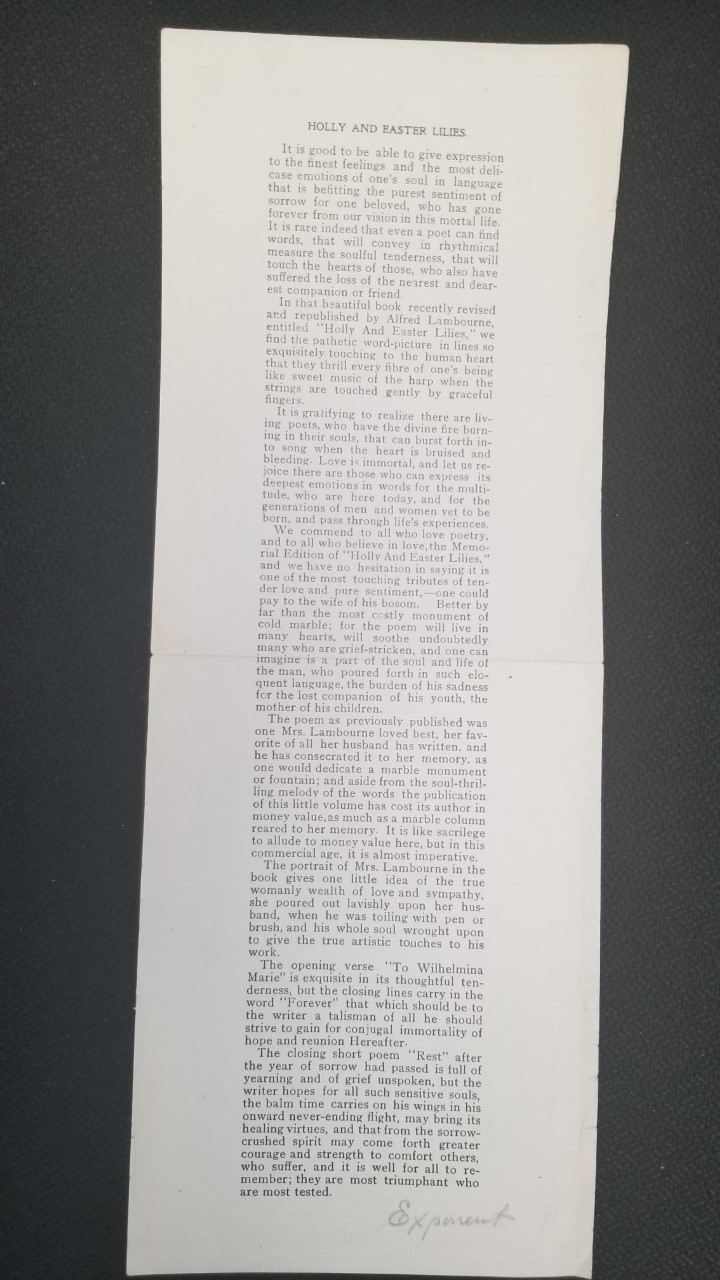 HOLLY AND EASTER LILIES.
It is good to be able to give expression
to the finest feelings and the most deli-
case emotions of one's soul in language
that is befitting the purest sentiment of
sorrow for one beloved, who has gone
forever from our vision in this mortal life.
It is rare indeed that even a poet can find
words, that will convey in rhythmical
measure the soulful tenderness, that will
touch the hearts of those, who also have
suffered the loss of the nearest and dear-
est companion or friend.
In that beautiful book recently revised
and republished by Alfred Lambourne,
entitled "Holly And Easter Lilies," we
find the pathetic word-picture in lines so
exquisitely touching to the human heart
that they thrill every fibre of one's being
like sweet music of the harp when the
strings are touched gently by graceful
fingers.
It is gratifying to realize there are liv-
ing poets, who have the divine fire burn-
ing in their souls, that can burst forth in-
to song when the heart is bruised and
bleeding. Love is immortal, and let us re-
joice there are those who can express its
deepest emotions in words for the multi-
tude, who are here today, and for the
generations of men and women yet to be
born, and pass through life's experiences.
We commend to all who love poetry,
and to all who believe in love, the Memo-
rial Edition of "Holly And Easter Lilies,"
and we have no hesitation in saying it is
one of the most touching tributes of ten-
der love and pure sentiment,—one could
pay to the wife of his bosom. Better by
far than the most costly monument of
cold marble; for the poem will live in
many hearts, will soothe undoubtedly
many who are grief-stricken, and one can
imagine is a part of the soul and life of
the man, who poured forth in such elo-
quent language, the burden of his sadness
for the lost companion of his youth, the
mother of his children.
The poem as previously published was
one Mrs. Lambourne loved best, her fav-
orite of all her husband has written, and
he has consecrated it to her memory, as
one would dedicate a marble monument
or fountain; and aside from the soul-thril-
ling melody of the words the publication
of this little volume has cost its author in
money value, as much as a marble column
reared to her memory. It is like sacrilege
to allude to money value here, but in this
commercial age, it is almost imperative.
The portrait of Mrs. Lambourne in the
book gives one little idea of the true
womanly wealth of love and sympathy,
she poured out lavishly upon her hus-
band, when he was toiling with pen or
brush, and his whole soul wrought upon
to give the true artistic touches to his
work.
The opening verse "To Wilhelmina
Marie" is exquisite in its thoughtful ten-
derness, but the closing lines carry in the
word "Forever" that which should be to
the writer a talisman of all he should
strive to gain for conjugal immortality of
hope and reunion Hereafter.
The closing short poem "Rest" after
the year of sorrow had passed is full of
yearning and of grief unspoken, but the
writer hopes for all such sensitive souls,
the balm time carries on his wings in his
onward never-ending flight, may bring its
healing virtues, and that from the sorrow-
crushed spirit may come forth greater
courage and strength to comfort others,
who suffer, and it is well for all to re-
member; they are most triumphant who
are most tested.
Exponent